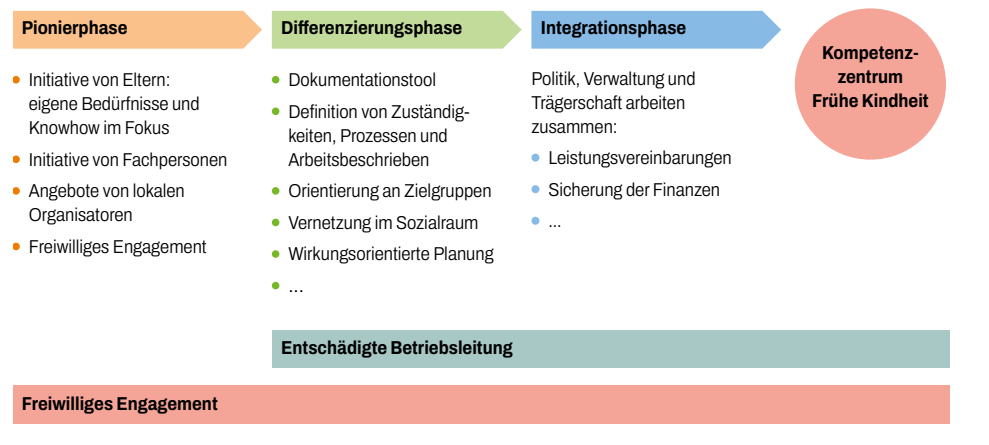 Pionierphase
Initiative von Eltern:
eigene Bedürfnisse und
Knowhow im Fokus
Initiative von Fachpersonen
Angebote von lokalen
Organisatoren
Freiwilliges Engagement
Differenzierungsphase
Dokumentationstool
Definition von Zuständig-
keiten, Prozessen und
Arbeitsbeschrieben
Orientierung an Zielgruppen
Vernetzung im Sozialraum
Wirkungsorientierte Planung
...
Integrationsphase
Politik, Verwaltung und
Trägerschaft arbeiten
zusammen:
Leistungsvereinbarungen
Sicherung der Finanzen
...
Kompetenz-
zentrum
Frühe Kindheit
Entschädigte Betriebsleitung
Freiwilliges Engagement